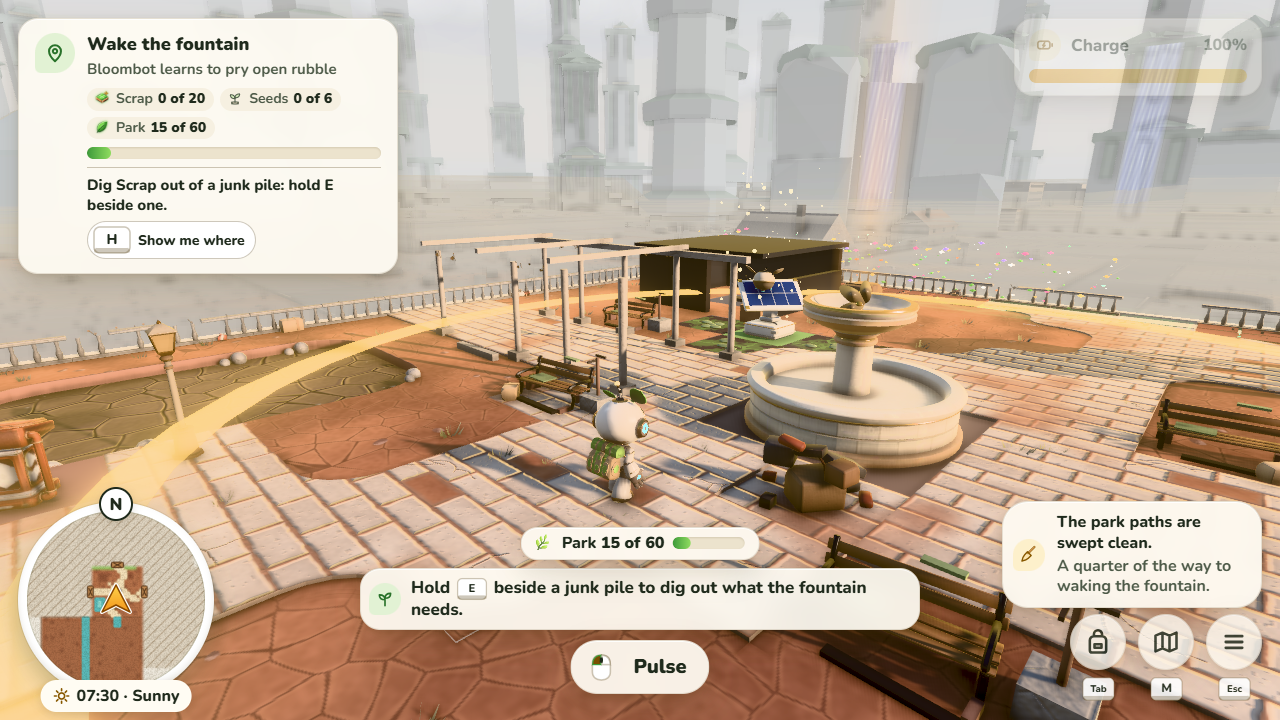 Wake the fountain
Bloombot learns to pry open rubble
Scrap 0 of 20 Seeds 0 of 6
Park 15 of 60
Dig Scrap out of a junk pile: hold E
beside one.
H Show me where
Charge 100%
N
07:30 · Sunny
Park 15 of 60
Hold E beside a junk pile to dig out what the fountain
needs.
Pulse
The park paths are
swept clean.
A quarter of the way to
waking the fountain.
Tab M Esc